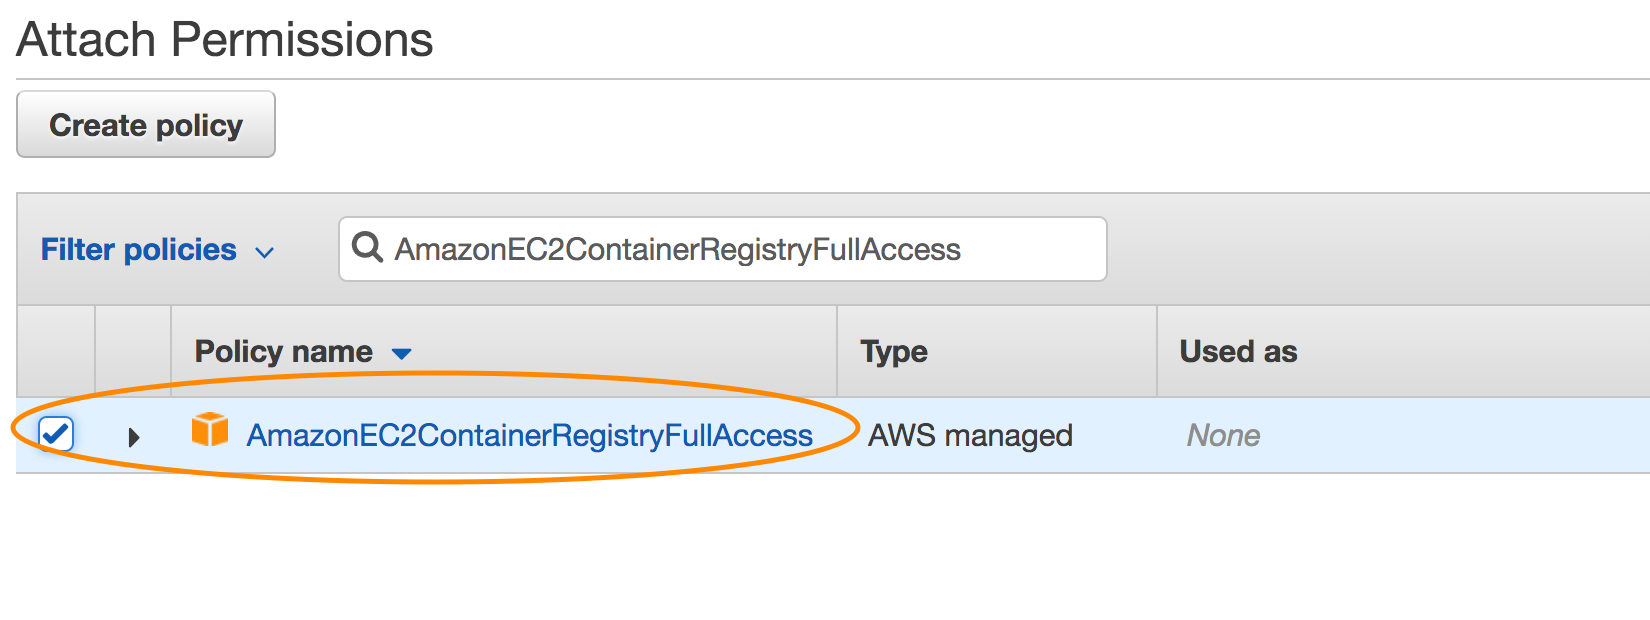 Attach Permissions
Create policy
Filter policies AmazonEC2ContainerRegistryFullAccess
Policy name Type Used as
AmazonEC2ContainerRegistryFullAccess AWS managed None